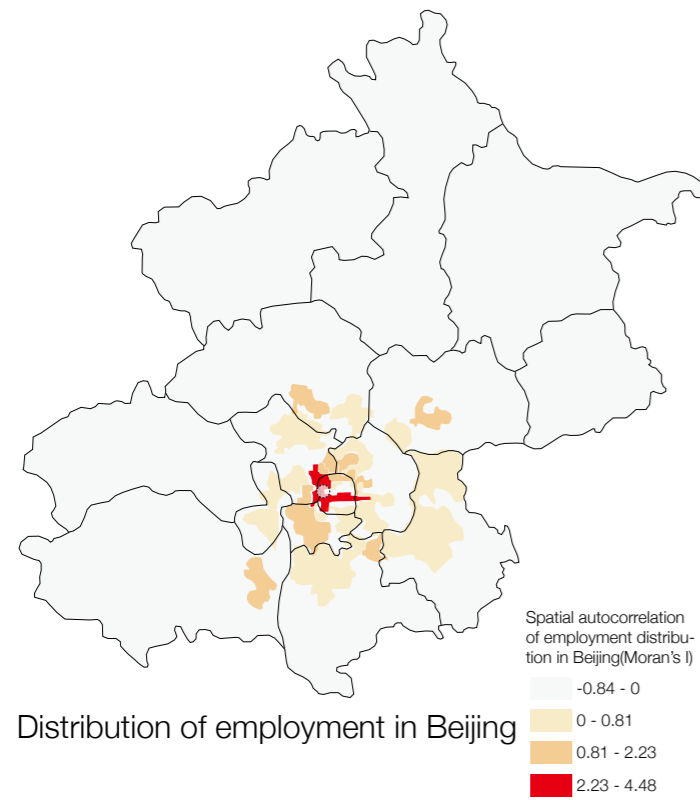 Spatial autocorrelation
of employment distribu-
tion in Beijing(Moran's I)
-0.84 - 0
0 - 0.81
0.81 - 2.23
2.23 - 4.48
Distribution of employment in Beijing